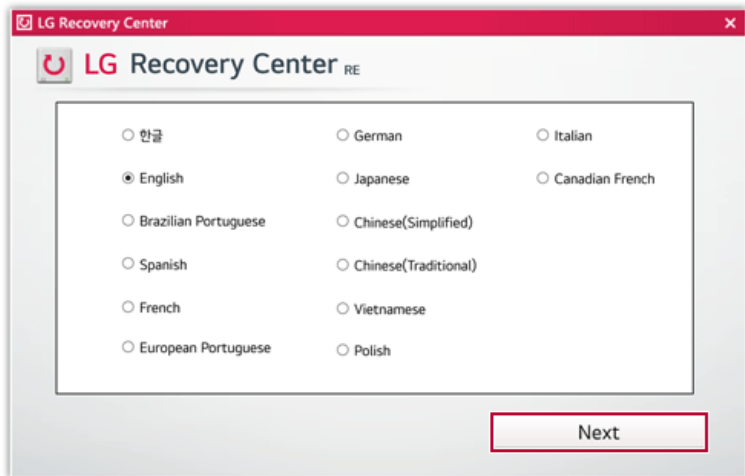 LG Recovery Center
LG Recovery Center RE
한글
English
Brazilian Portuguese
Spanish
French
European Portuguese
German
Japanese
Chinese(Simplified)
Chinese(Traditional)
Vietnamese
Polish
Italian
Canadian French
Next